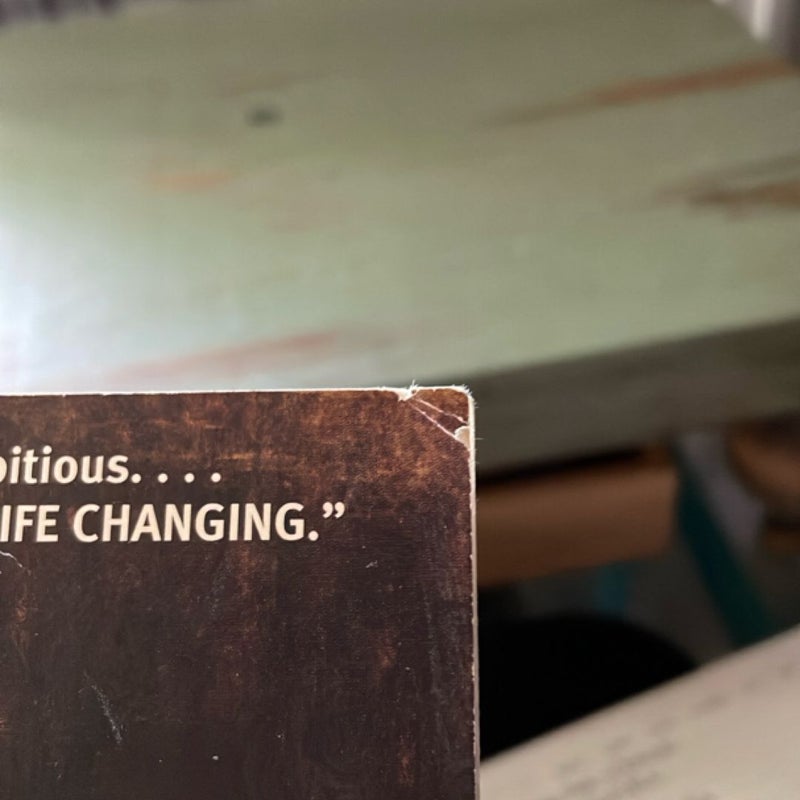 bitious. . . .
IFE CHANGING.”